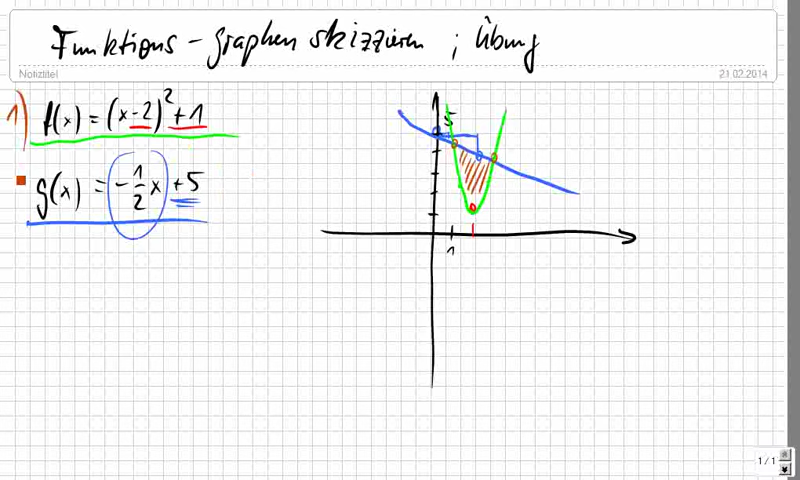 Funktions-graphen skizzieren ; Übung
Notiztitel 21.02.2014
1) f(x) = (x-2)² +1
g(x) = -1/2 x +5
5
1
1/1